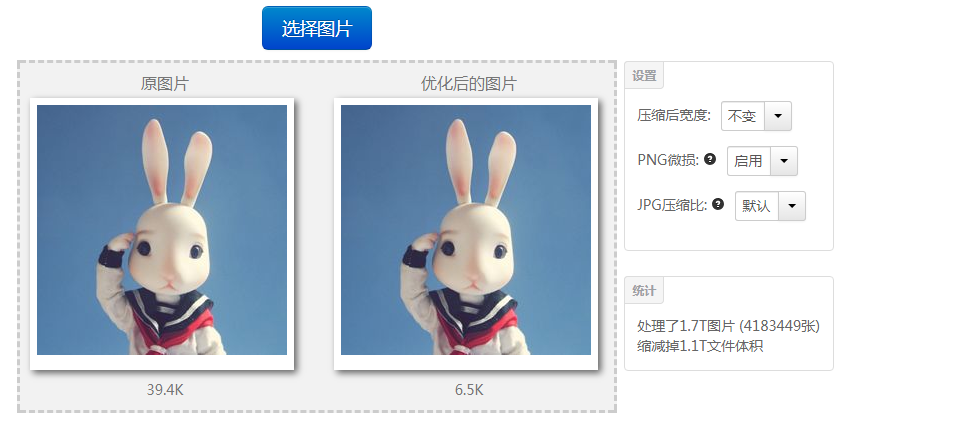 选择图片
原图片
优化后的图片
39.4K
6.5K
设置
压缩后宽度: 不变
PNG微损: 启用
JPG压缩比: 默认
统计
处理了1.7T图片 (4183449张)
缩减掉1.1T文件体积